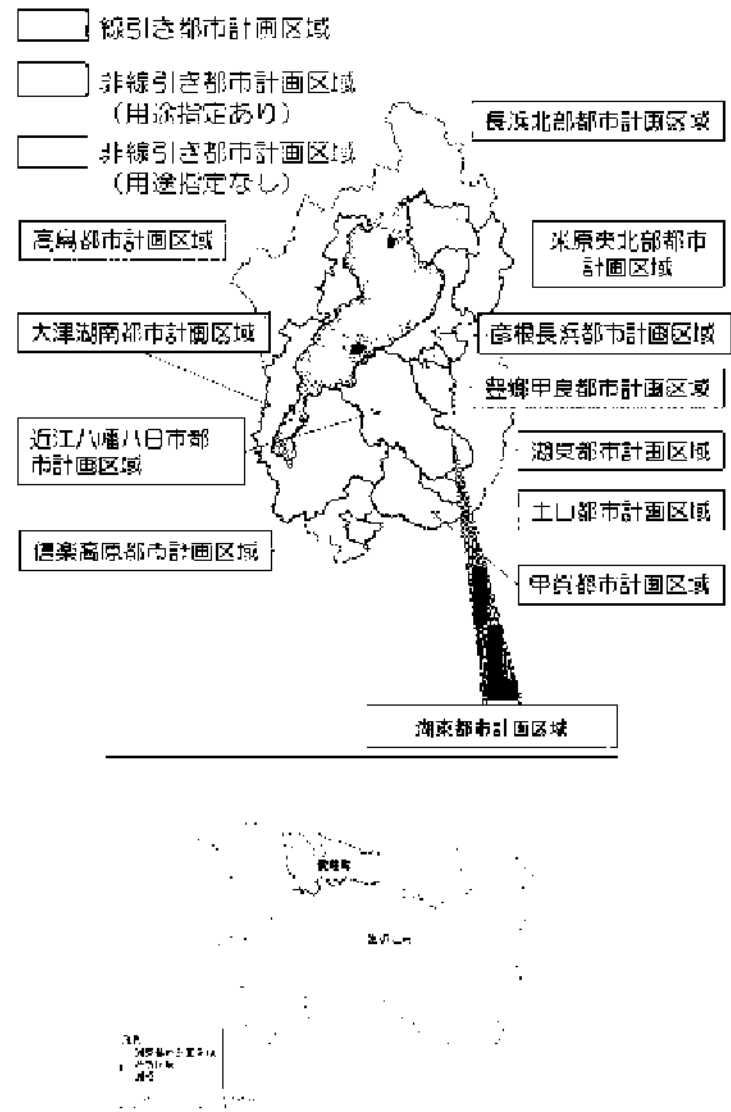 線引き都市計画区域
非線引き都市計画区域
(用途指定あり)
非線引き都市計画区域
(用途指定なし)
長浜北部都市計画区域
高島都市計画区域
米原東北部都市
計画区域
大津湖南都市計画区域
彦根長浜都市計画区域
豊郷甲良都市計画区域
近江八幡八日市都
市計画区域
湖東都市計画区域
土山都市計画区域
信楽高原都市計画区域
甲賀都市計画区域
湖東都市計画区域